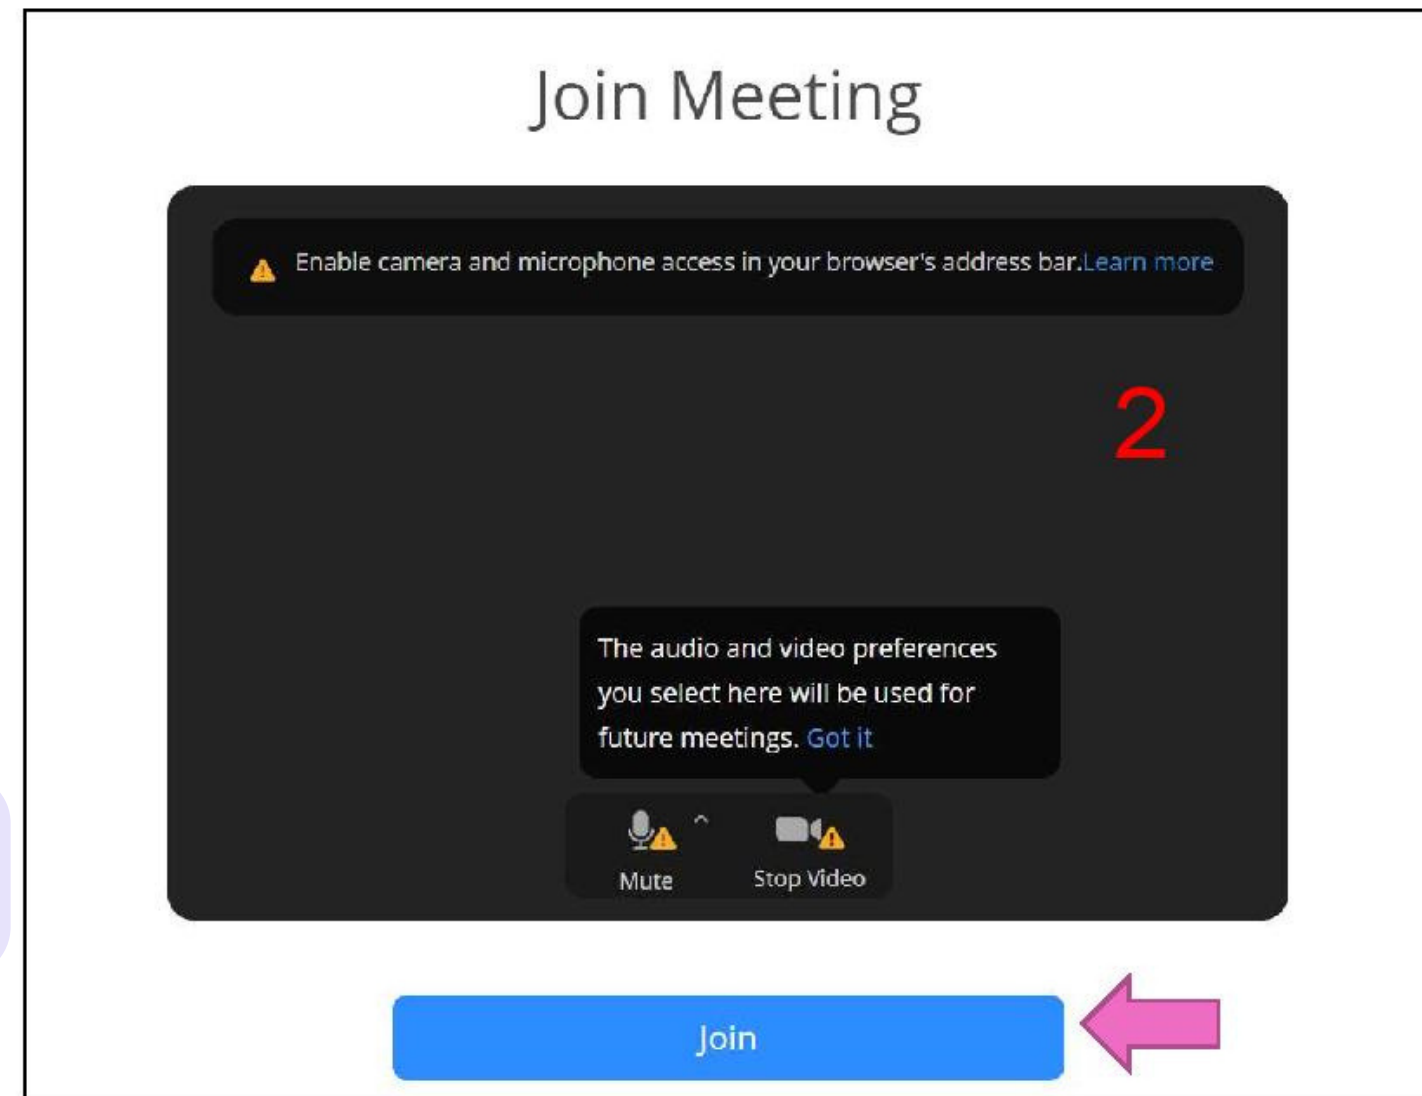 Join Meeting
Enable camera and microphone access in your browser's address bar.Learn more
2
The audio and video preferences
you select here will be used for
future meetings. Got it
Mute
Stop Video
Join